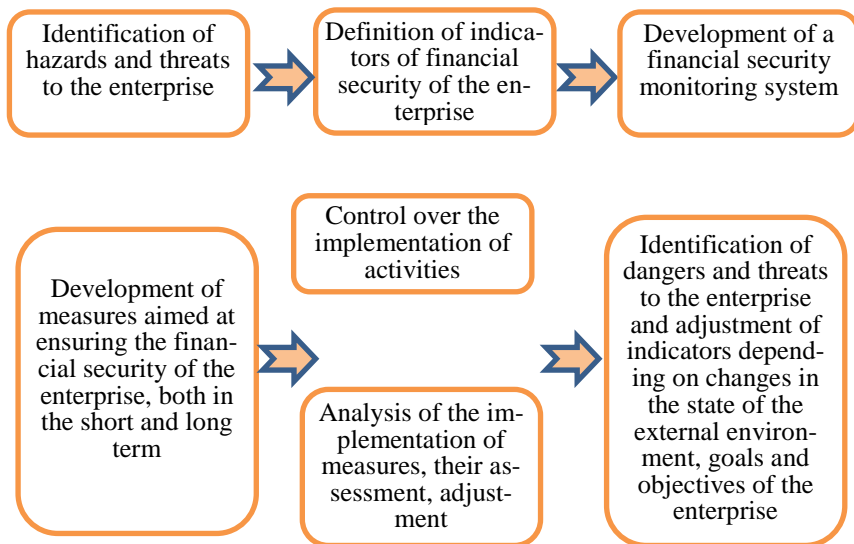 Identification of
hazards and threats
to the enterprise
Definition of indica-
tors of financial
security of the en-
terprise
Development of a
financial security
monitoring system
Development of
measures aimed at
ensuring the finan-
cial security of the
enterprise, both in
the short and long
term
Control over the
implementation of
activities
Analysis of the im-
plementation of
measures, their as-
sessment, adjust-
ment
Identification of
dangers and threats
to the enterprise
and adjustment of
indicators depend-
ing on changes in
the state of the
external environ-
ment, goals and
objectives of the
enterprise